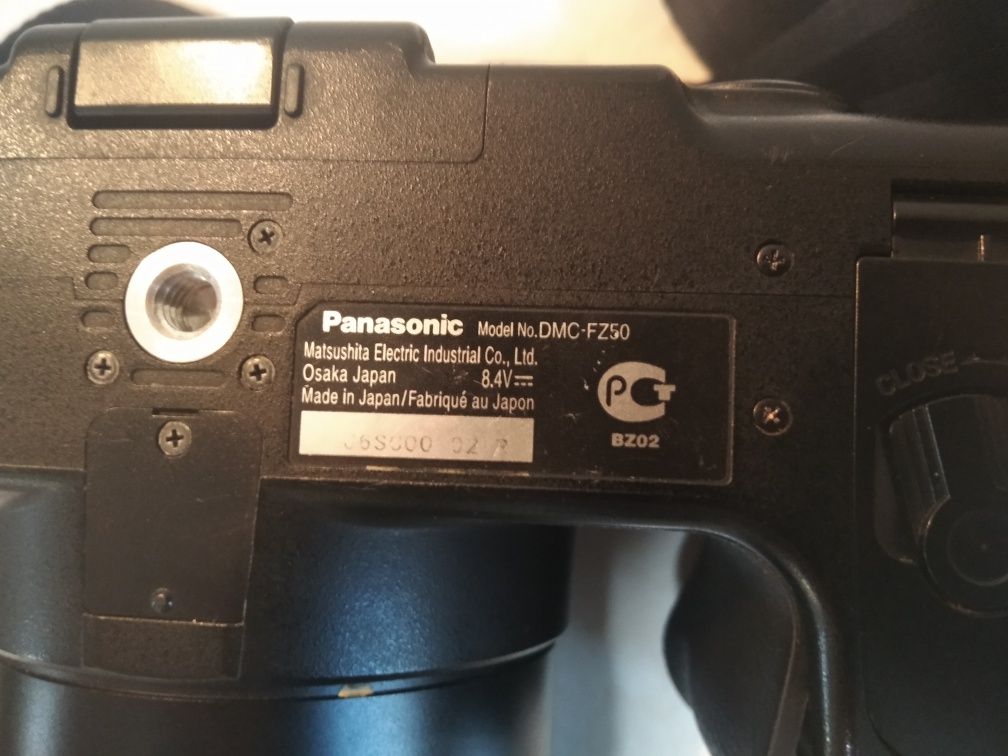 Panasonic Model No.DMC-FZ50
Matsushita Electric Industrial Co., Ltd.
Osaka Japan 8.4V⎓
Made in Japan/Fabriqué au Japon
РСТ
BZ02
CLOSE